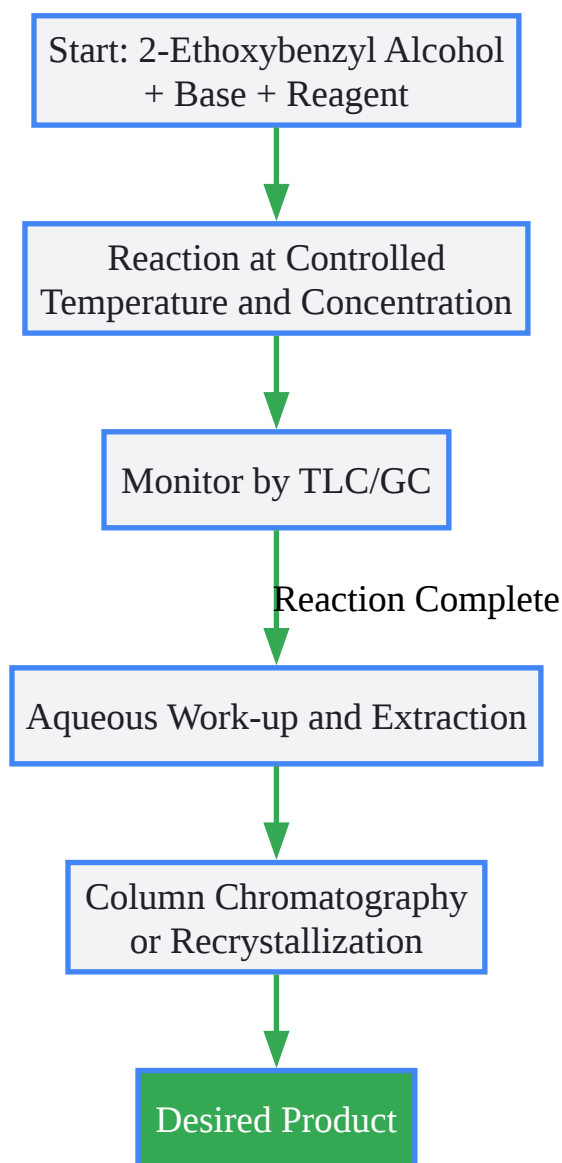 Start: 2-Ethoxybenzyl Alcohol
+ Base + Reagent
Reaction at Controlled
Temperature and Concentration
Monitor by TLC/GC
Reaction Complete
Aqueous Work-up and Extraction
Column Chromatography
or Recrystallization
Desired Product